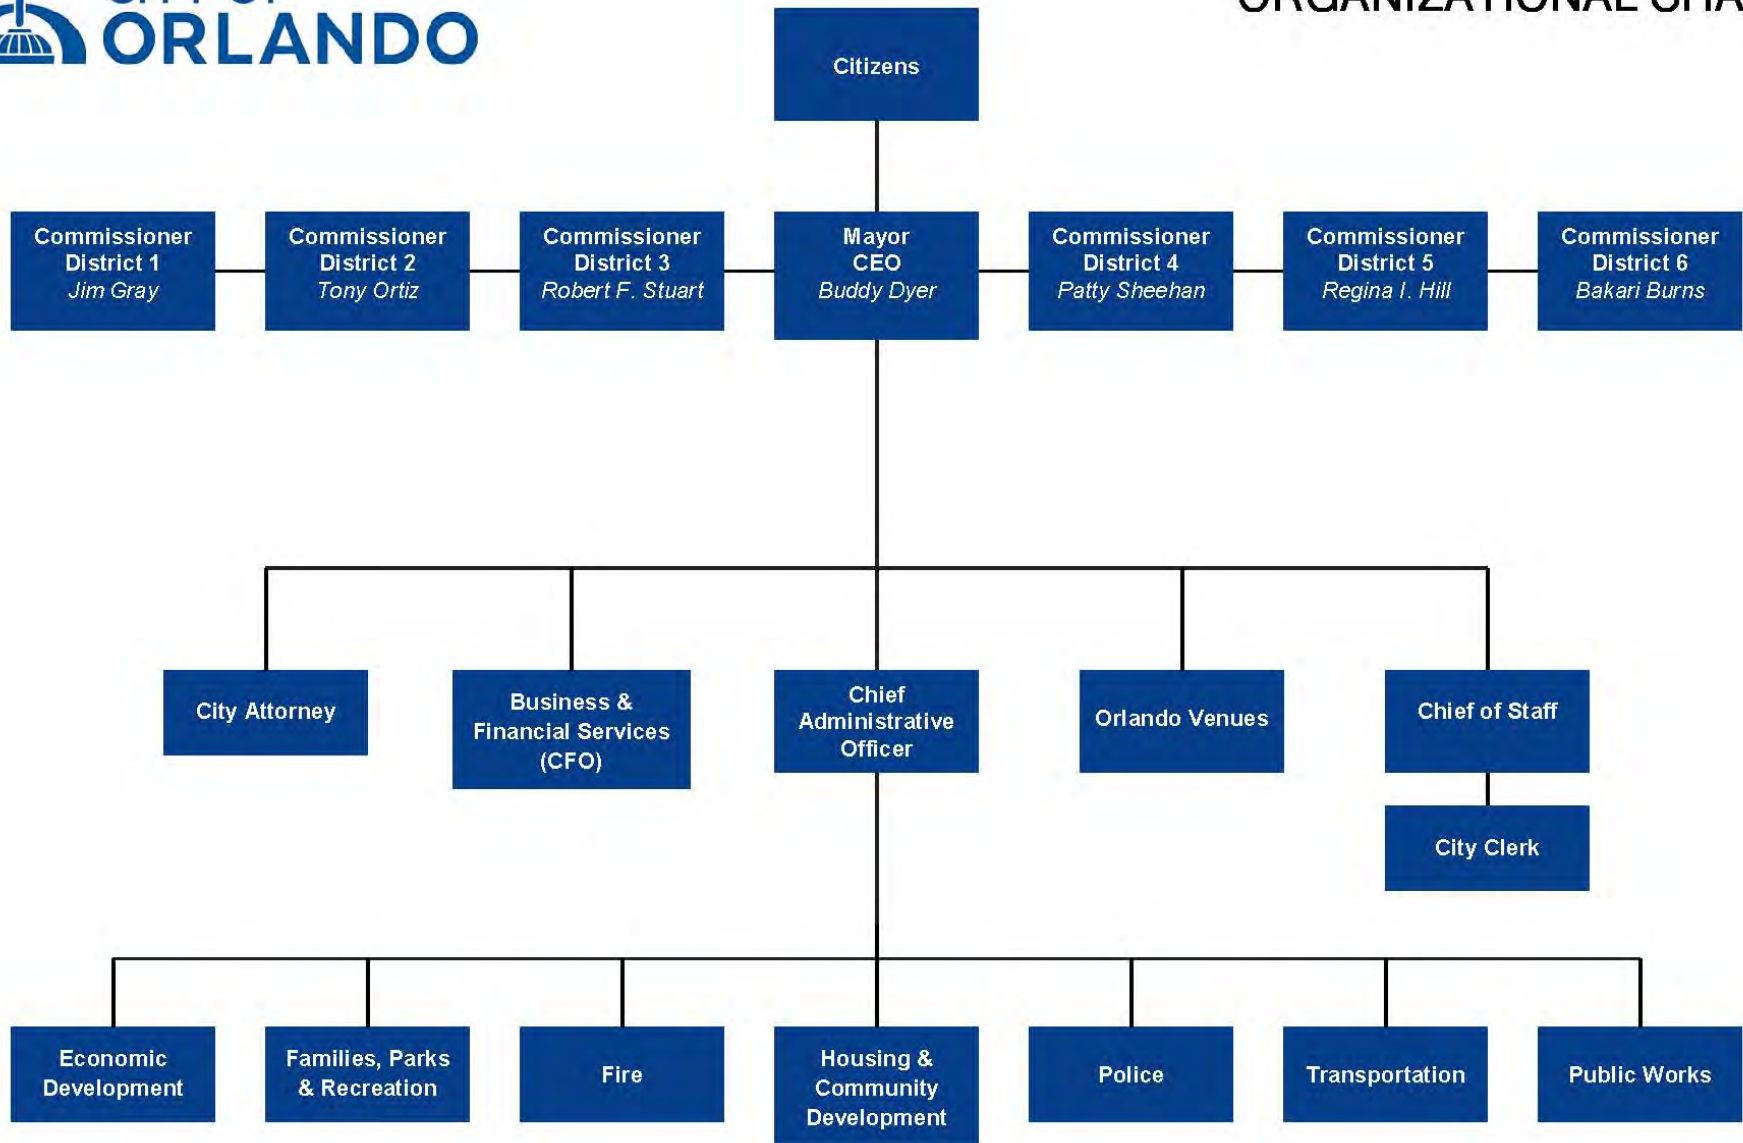 ORLANDO
Citizens
Commissioner
District 1
Jim Gray
Commissioner
District 2
Tony Ortiz
Commissioner
District 3
Robert F. Stuart
Mayor
CEO
Buddy Dyer
Commissioner
District 4
Patty Sheehan
Commissioner
District 5
Regina I. Hill
Commissioner
District 6
Bakari Burns
City Attorney
Business &
Financial Services
(CFO)
Chief
Administrative
Officer
Orlando Venues
Chief of Staff
City Clerk
Economic
Development
Families, Parks
& Recreation
Fire
Housing &
Community
Development
Police
Transportation
Public Works